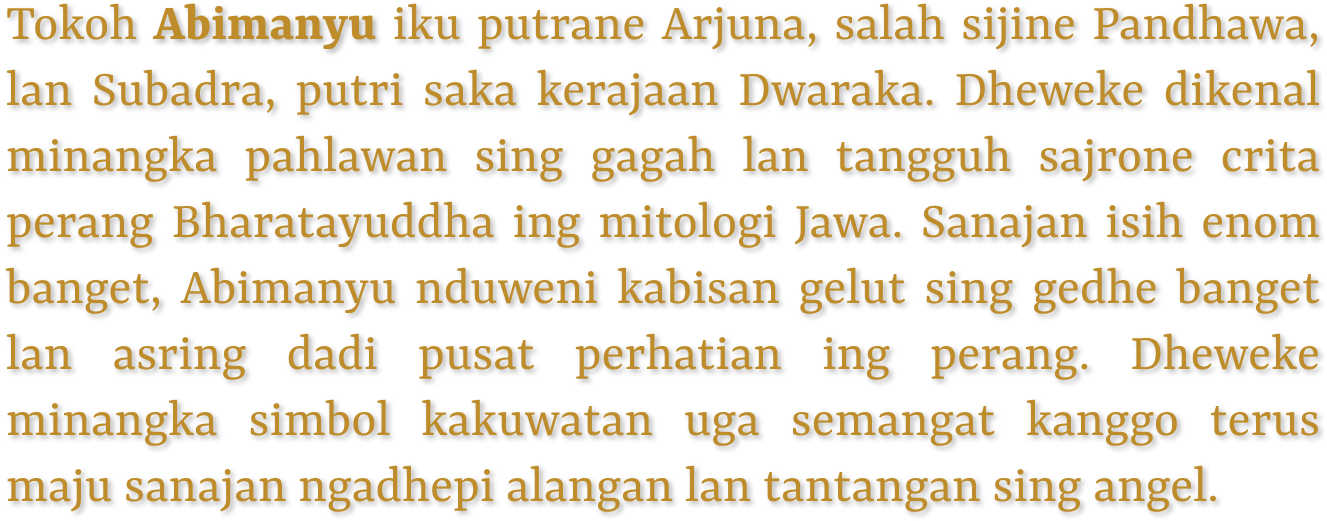 Tokoh Abimanyu iku putrane Arjuna, salah sijine Pandhawa,
lan Subadra, putri saka kerajaan Dwaraka. Dheweke dikenal
minangka pahlawan sing gagah lan tangguh sajrone crita
perang Bharatayuddha ing mitologi Jawa. Sanajan isih enom
banget, Abimanyu nduweni kabisan gelut sing gedhe banget
lan asring dadi pusat perhatian ing perang. Dheweke
minangka simbol kakuwatan uga semangat kanggo terus
maju sanajan ngadhepi alangan lan tantangan sing angel.